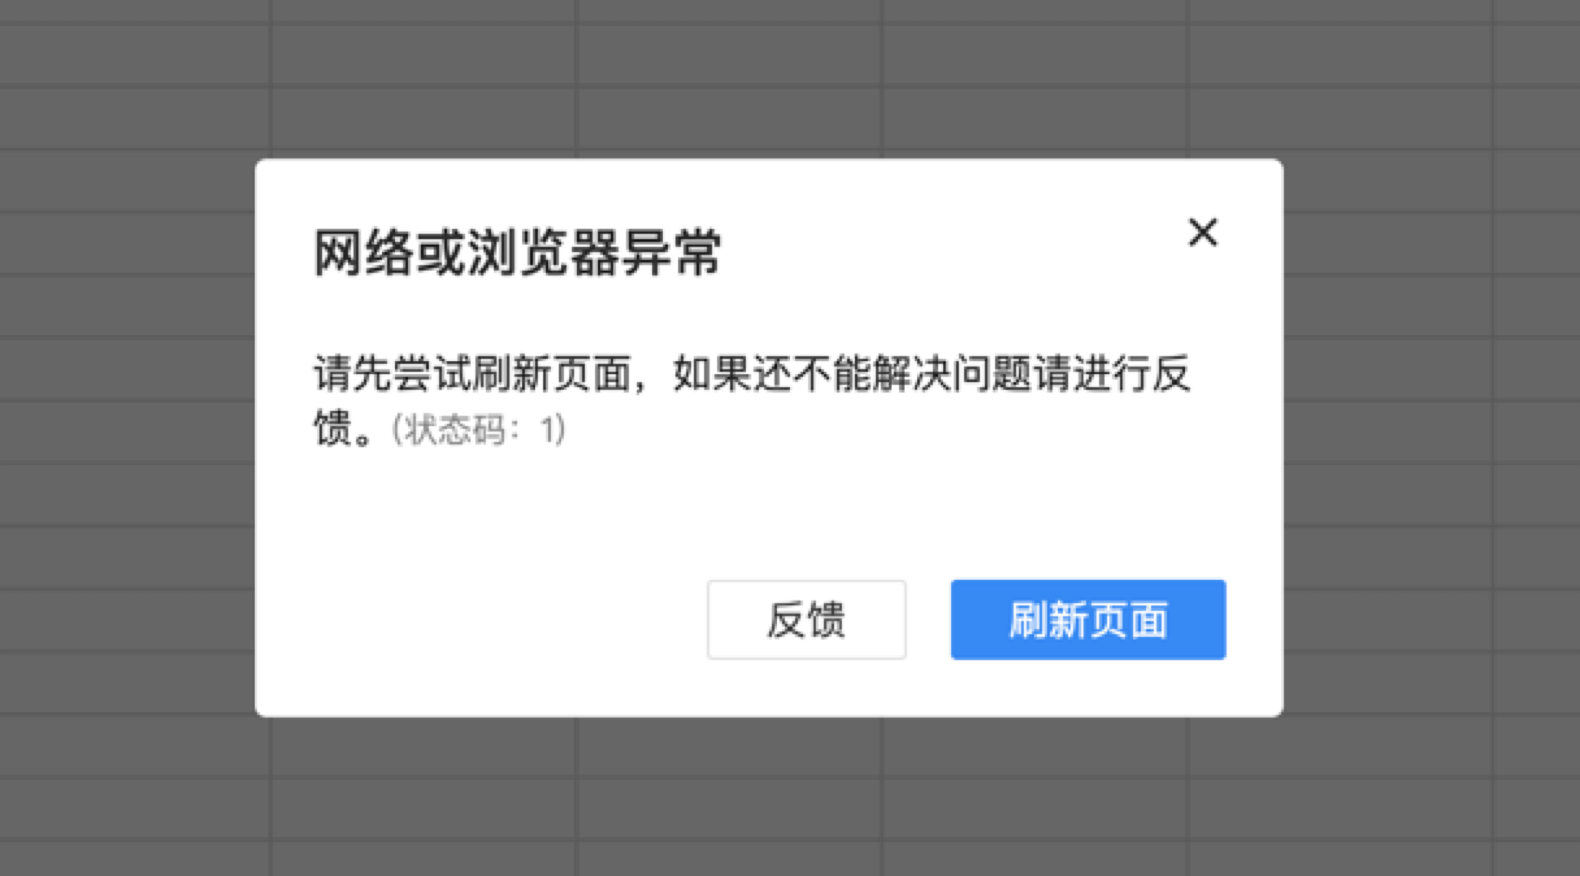 网络或浏览器异常
请先尝试刷新页面，如果还不能解决问题请进行反
馈。(状态码：1)
反馈
刷新页面